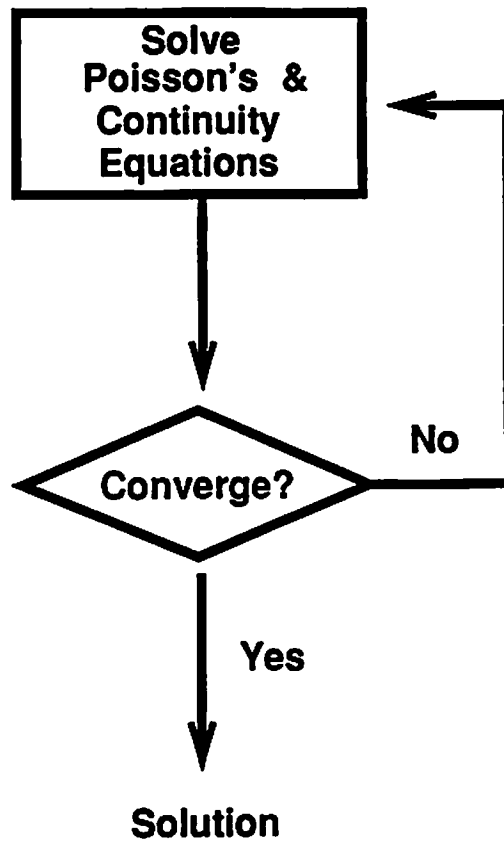 Solve
Poisson's &
Continuity
Equations
No
Converge?
Yes
Solution